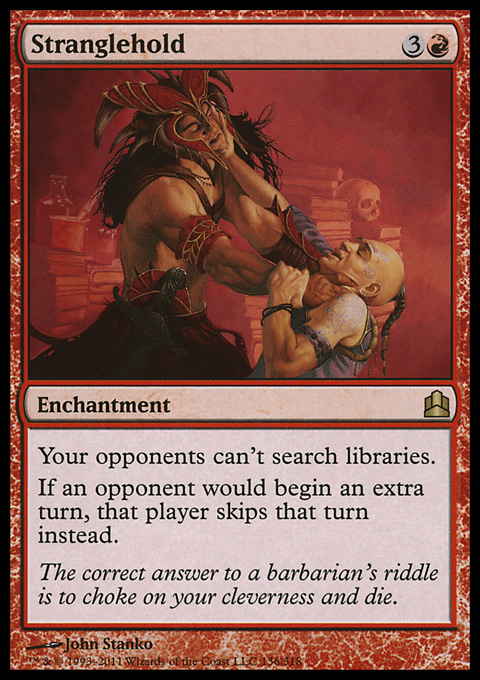 Stranglehold 3
Enchantment
Your opponents can't search libraries.
If an opponent would begin an extra
turn, that player skips that turn
instead.
The correct answer to a barbarian's riddle
is to choke on your cleverness and die.
John Stanko
™ & © 1993–2011 Wizards of the Coast LLC 136/318